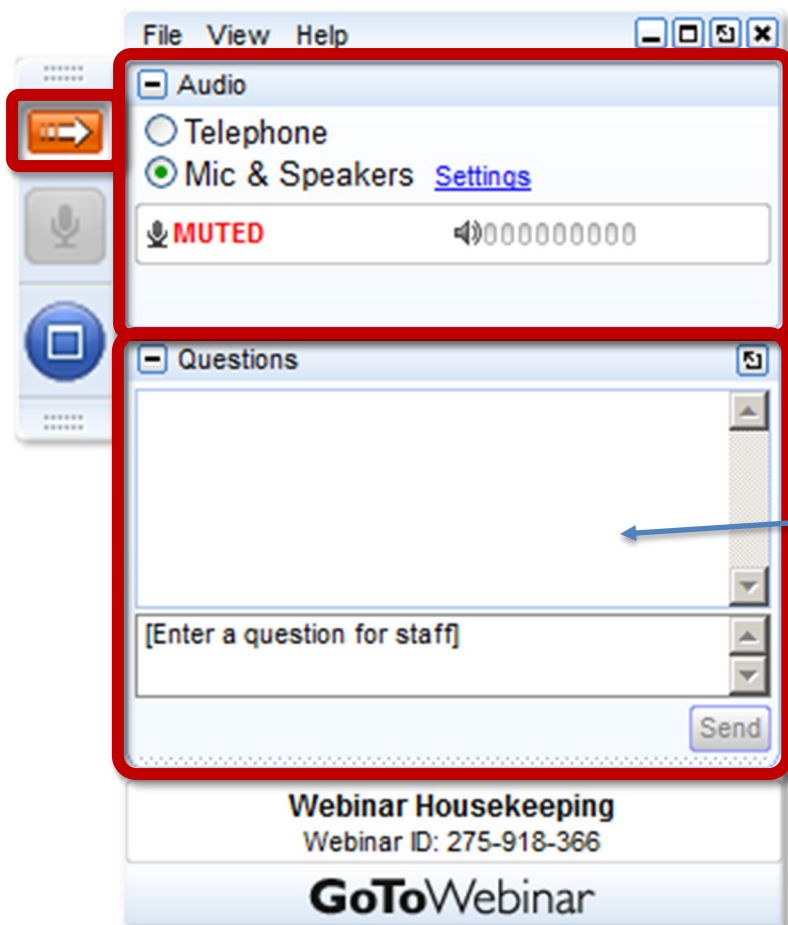 File View Help
Audio
Telephone
Mic & Speakers Settings
MUTED 000000000
Questions
[Enter a question for staff]
Send
Webinar Housekeeping
Webinar ID: 275-918-366
GoToWebinar